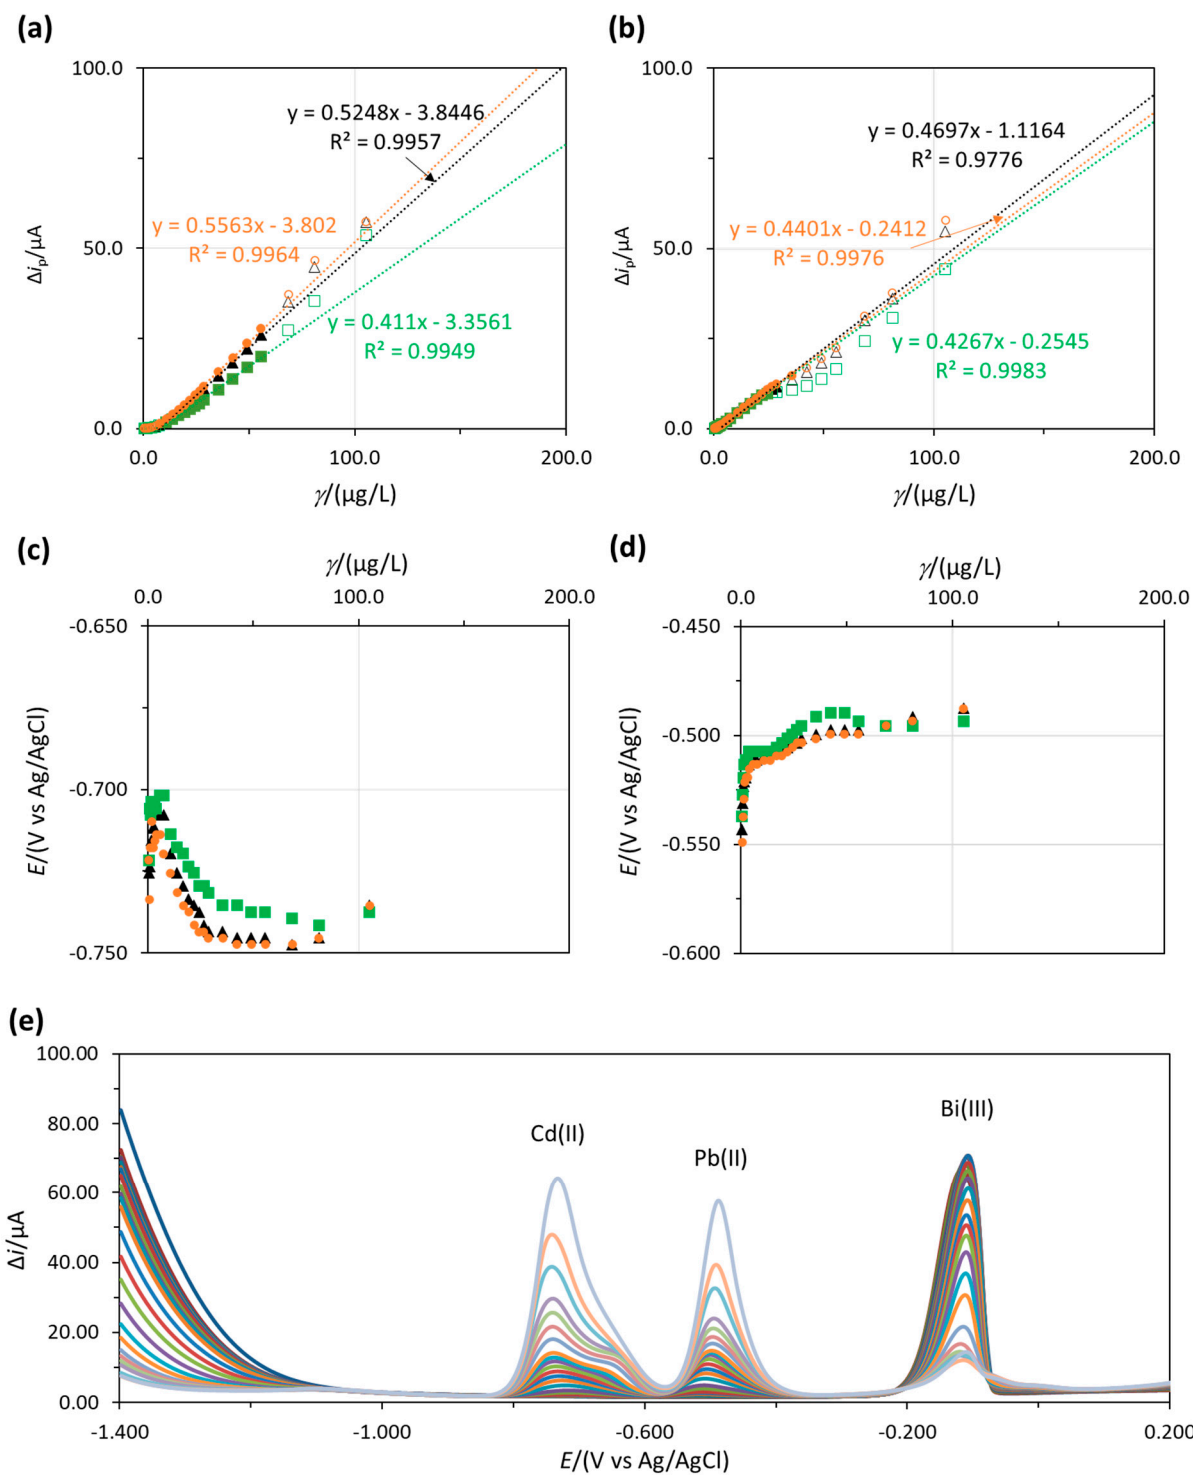 (a)
100.0
50.0
0.0
Δip/µA
y = 0.5248x - 3.8446
R² = 0.9957
y = 0.5563x - 3.802
R² = 0.9964
y = 0.411x - 3.3561
R² = 0.9949
0.0 100.0 200.0
γ/(µg/L)
(b)
100.0
50.0
0.0
Δip/µA
y = 0.4697x - 1.1164
R² = 0.9776
y = 0.4401x - 0.2412
R² = 0.9976
y = 0.4267x - 0.2545
R² = 0.9983
0.0 100.0 200.0
γ/(µg/L)
(c)
γ/(µg/L)
0.0 100.0 200.0
-0.650
-0.700
-0.750
E/(V vs Ag/AgCl)
(d)
γ/(µg/L)
0.0 100.0 200.0
-0.450
-0.500
-0.550
-0.600
E/(V vs Ag/AgCl)
(e)
100.00
80.00
60.00
40.00
20.00
0.00
Δi/µA
Cd(II)
Pb(II)
Bi(III)
-1.400 -1.000 -0.600 -0.200 0.200
E/(V vs Ag/AgCl)